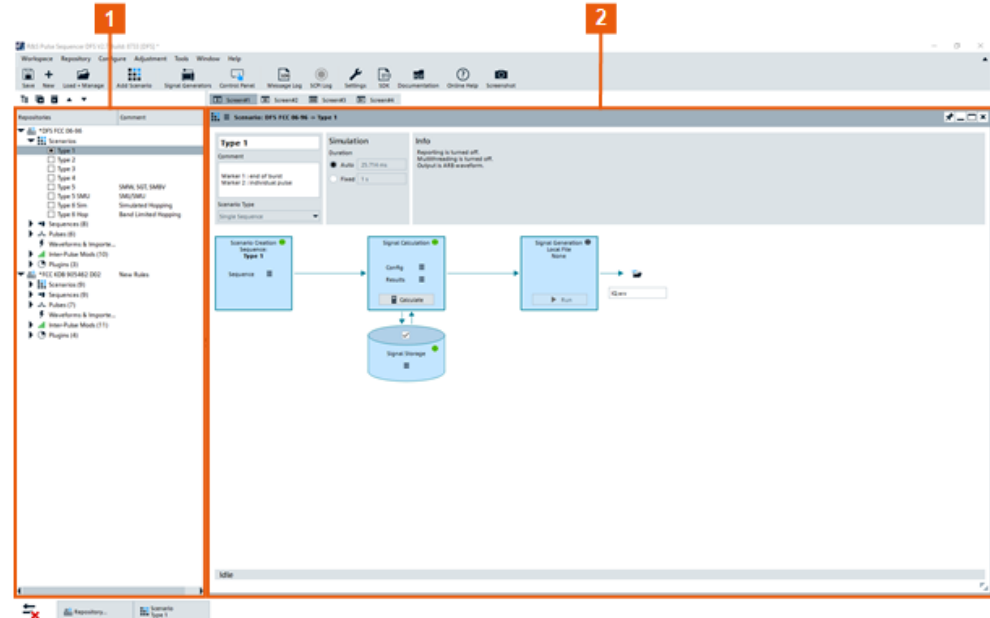 1
2
R&S Pulse Sequencer DFS
Workspace Repository Configure Adjustment Tools Window Help
Save New Load + Manage Add Scenario Signal Generators Control Panel Message Log SCPI Log Settings SDK Documentation Online Help Screenshot
Screen#1 Screen#2 Screen#3 Screen#4
Repositories Comment
Scenario: DFS FCC 06-96 → Type 1
*DFS FCC 06-96
Scenarios
Type 1
Type 2
Type 3
Type 4
Type 5 SMW, SGT, SMBV
Type 5 SMU SMJ/SMU
Type 6 Sim Simulated Hopping
Type 6 Hop Band Limited Hopping
Sequences (8)
Pulses (6)
Waveforms & Importe...
Inter-Pulse Mods (10)
Plugins (3)
*FCC KDB 905462 D02 New Rules
Scenarios (9)
Sequences (9)
Pulses (7)
Waveforms & Importe...
Inter-Pulse Mods (11)
Plugins (4)
Type 1
Comment
Marker 1 : end of burst
Marker 2 : individual pulse
Scenario Type
Single Sequence
Simulation
Duration
Auto 25.714 ms
Fixed 1 s
Info
Reporting is turned off.
Multithreading is turned off.
Output is ARB waveform.
Scenario Creation
Sequence:
Type 1
Sequence
Signal Calculation
Config
Results
Calculate
Signal Generation
Local File
None
Run
Signal Storage
Idle
Repository...
Scenario
Type 1